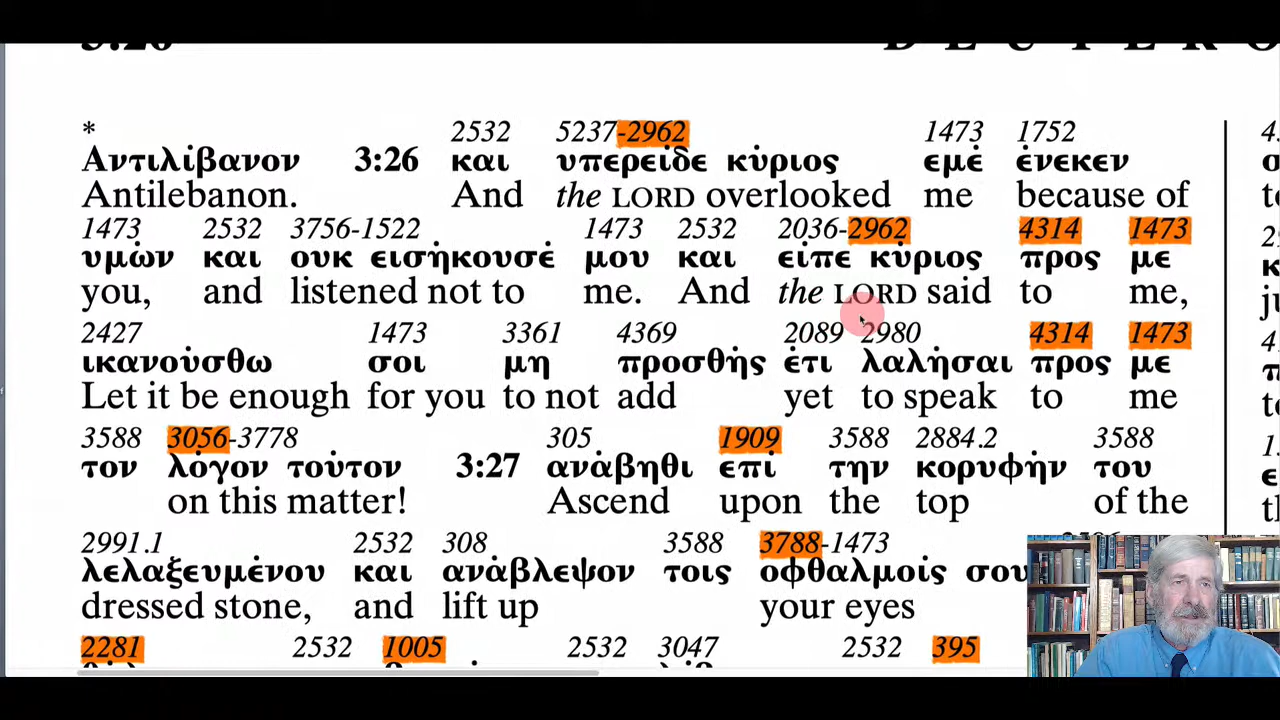 3:26 D E U T E R O
*
2532 5237-2962 1473 1752
Αντιλίβανον 3:26 και υπερείδε κύριος εμέ ένεκεν
Antilebanon. And the LORD overlooked me because of
1473 2532 3756-1522 1473 2532 2036-2962 4314 1473
υμών και ουκ εισήκουσέ μου και είπε κύριος προς με
you, and listened not to me. And the LORD said to me,
2427 1473 3361 4369 2089 2980 4314 1473
ικανούσθω σοι μη προσθής έτι λαλήσαι προς με
Let it be enough for you to not add yet to speak to me
3588 3056-3778 305 1909 3588 2884.2 3588
τον λόγον τούτον 3:27 ανάβηθι επί την κορυφήν του
on this matter! Ascend upon the top of the
2991.1 2532 308 3588 3788-1473
λελαξευμένου και ανάβλεψον τοις οφθαλμοίς σου
dressed stone, and lift up your eyes
2281 2532 1005 2532 3047 2532 395